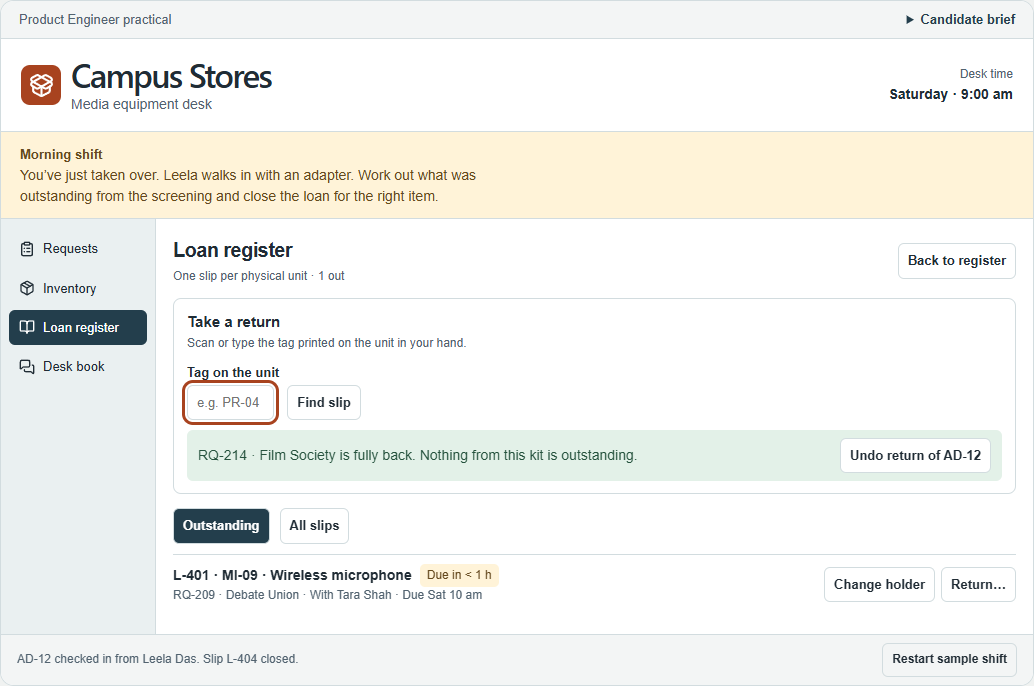 Product Engineer practical
▶ Candidate brief
Campus Stores
Media equipment desk
Desk time
Saturday · 9:00 am
Morning shift
You’ve just taken over. Leela walks in with an adapter. Work out what was
outstanding from the screening and close the loan for the right item.
Requests
Inventory
Loan register
Desk book
Loan register
One slip per physical unit · 1 out
Back to register
Take a return
Scan or type the tag printed on the unit in your hand.
Tag on the unit
e.g. PR-04
Find slip
RQ-214 · Film Society is fully back. Nothing from this kit is outstanding.
Undo return of AD-12
Outstanding
All slips
L-401 · MI-09 · Wireless microphone
Due in < 1 h
RQ-209 · Debate Union · With Tara Shah · Due Sat 10 am
Change holder
Return…
AD-12 checked in from Leela Das. Slip L-404 closed.
Restart sample shift